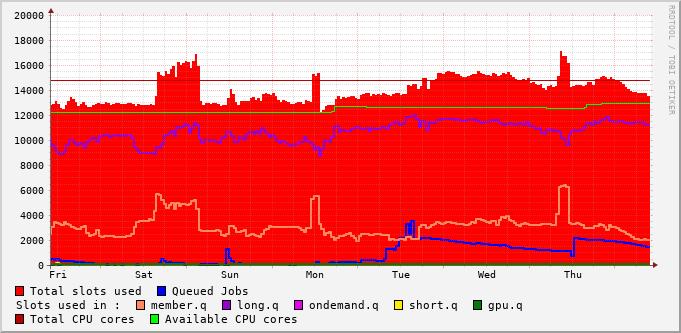 20000
18000
16000
14000
12000
10000
8000
6000
4000
2000
0
Fri Sat Sun Mon Tue Wed Thu
Total slots used Queued Jobs
Slots used in : member.q long.q ondemand.q short.q gpu.q
Total CPU cores Available CPU cores
RRDTOOL / TOBI OETIKER